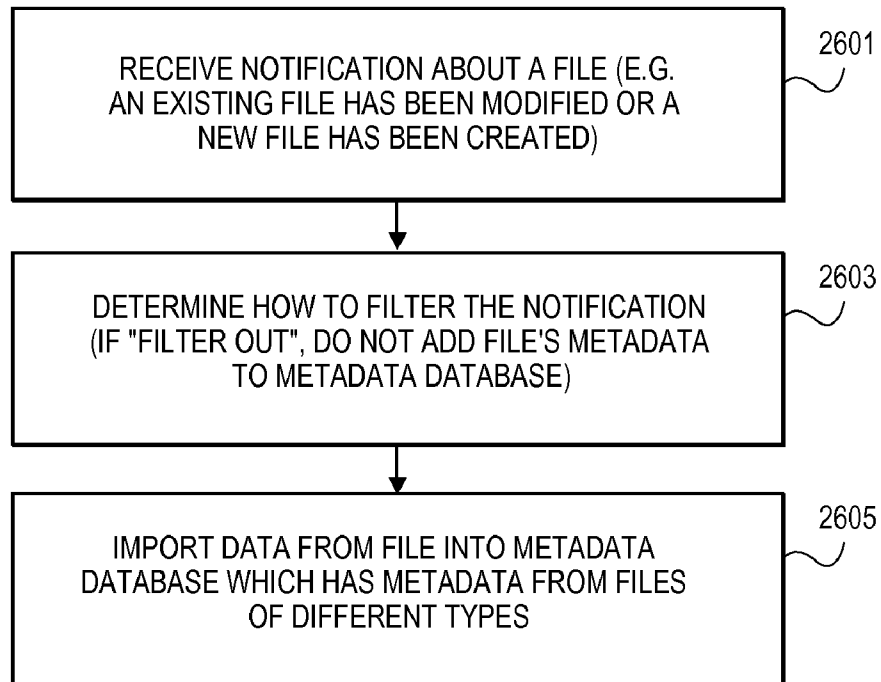 2601
RECEIVE NOTIFICATION ABOUT A FILE (E.G.
AN EXISTING FILE HAS BEEN MODIFIED OR A
NEW FILE HAS BEEN CREATED)
2603
DETERMINE HOW TO FILTER THE NOTIFICATION
(IF "FILTER OUT", DO NOT ADD FILE'S METADATA
TO METADATA DATABASE)
2605
IMPORT DATA FROM FILE INTO METADATA
DATABASE WHICH HAS METADATA FROM FILES
OF DIFFERENT TYPES